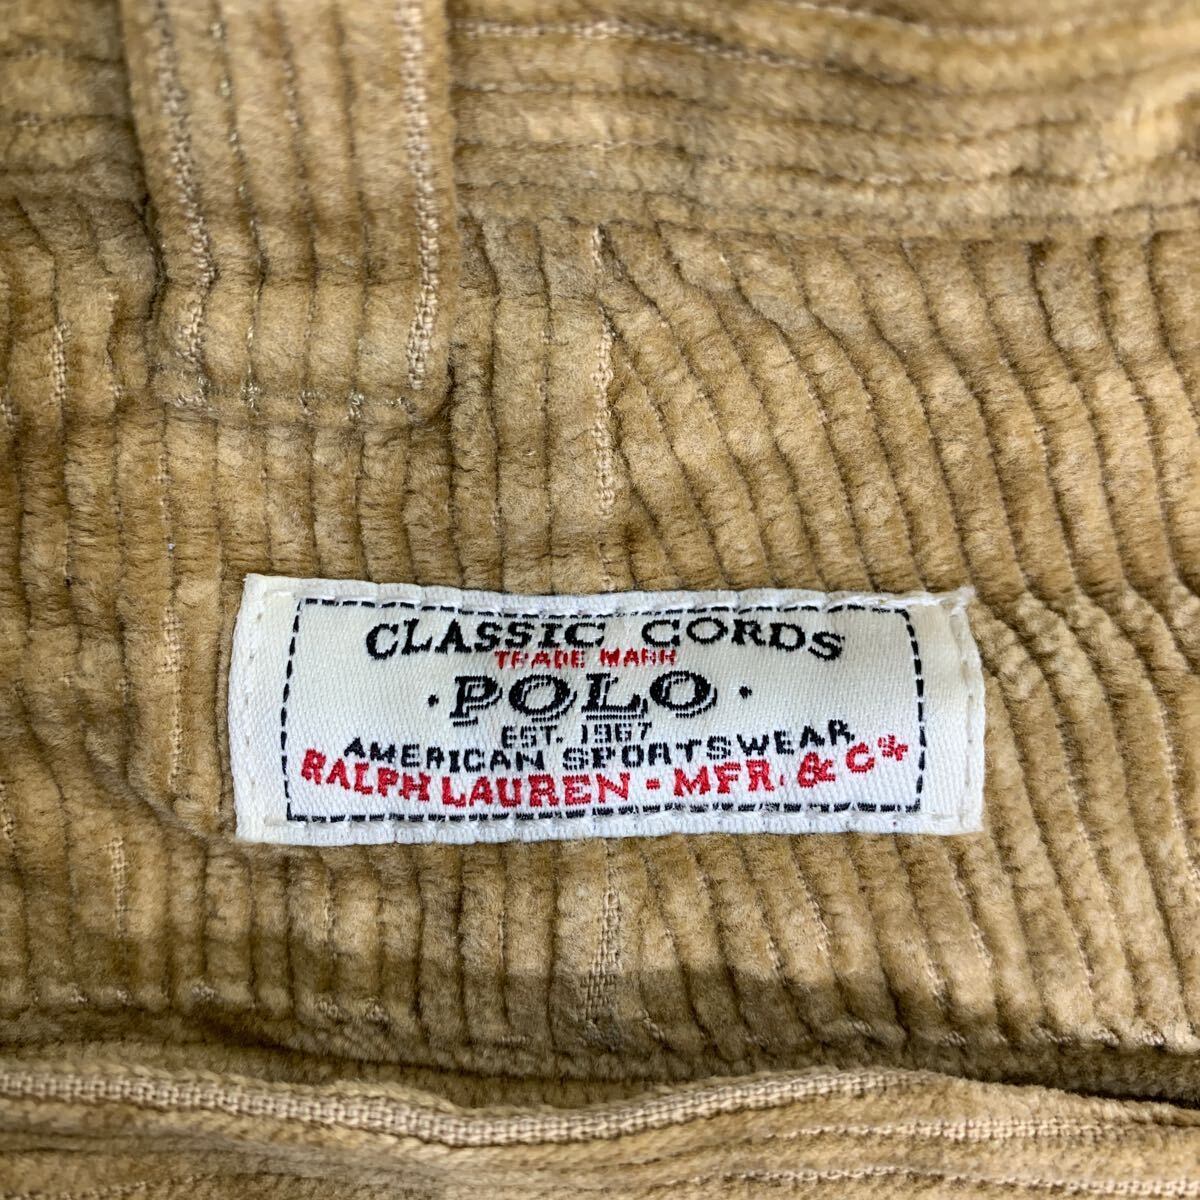 CLASSIC CORDS
TRADE MARK
· POLO ·
EST. 1967
AMERICAN SPORTSWEAR
RALPH LAUREN - MFR. & Co